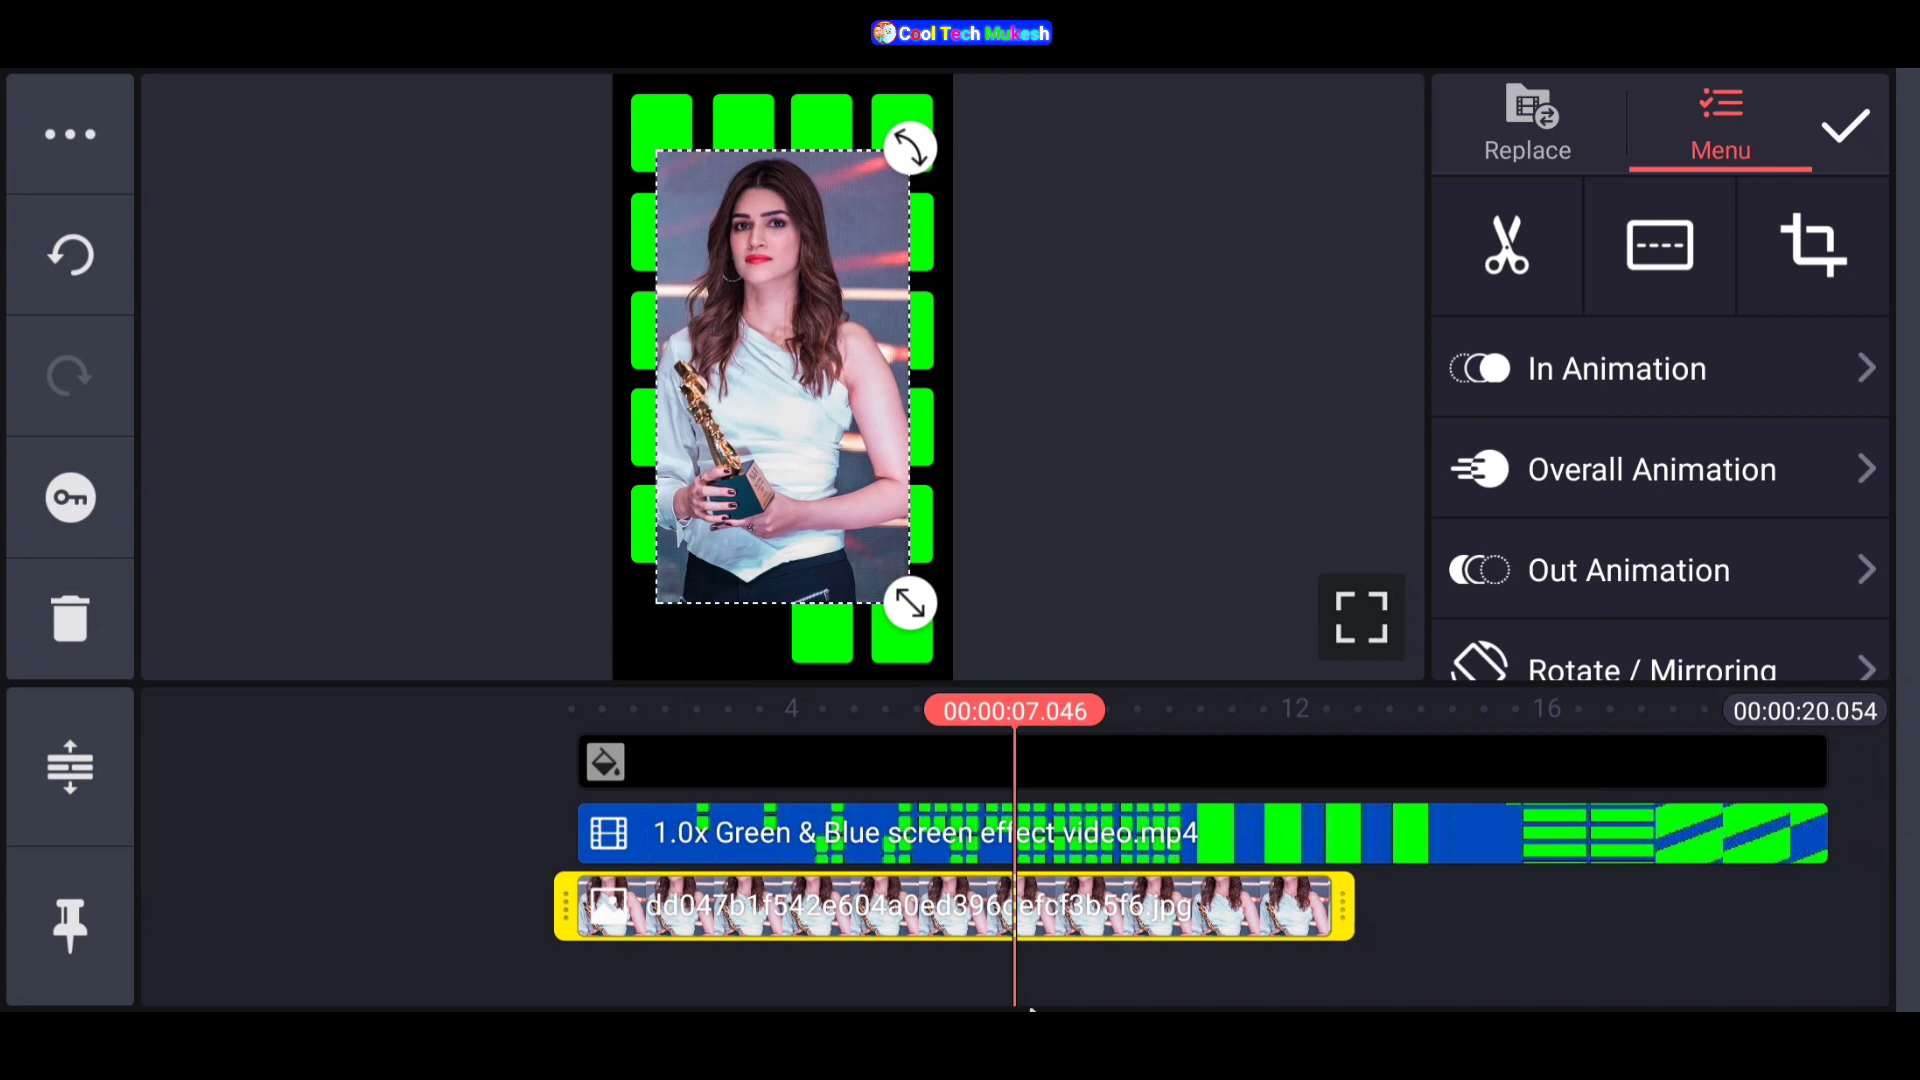 Cool Tech Mukesh
Replace
Menu
In Animation
Overall Animation
Out Animation
Rotate / Mirroring
4
00:00:07.046
12
16
00:00:20.054
1.0x Green & Blue screen effect video.mp4
dd047b1f542e604a0ed396defcf3b5f6.jpg